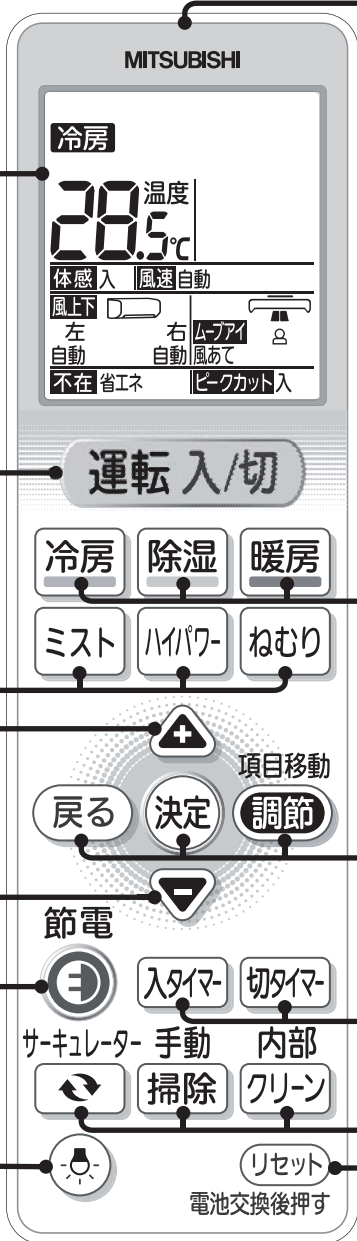 MITSUBISHI
冷房
温度
28.5℃
体感 入 風速 自動
風上下
左 右 ムーブアイ
自動 自動 風あて
不在 省エネ ピークカット 入
運転 入/切
冷房 除湿 暖房
ミスト ハイパワー ねむり
+
項目移動
戻る 決定 調節
-
節電
入タイマー 切タイマー
サーキュレーター 手動 内部
掃除 クリーン
リセット
電池交換後押す